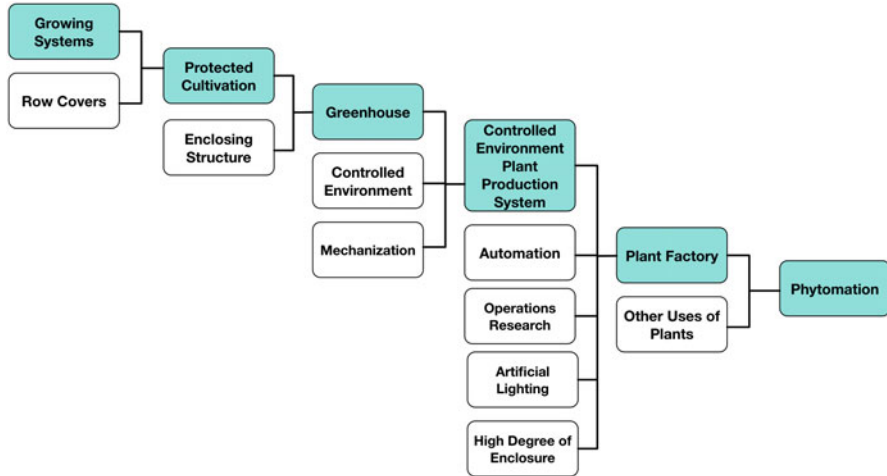 Growing
Systems
Row Covers
Protected
Cultivation
Enclosing
Structure
Greenhouse
Controlled
Environment
Mechanization
Controlled
Environment
Plant
Production
System
Automation
Operations
Research
Artificial
Lighting
High Degree of
Enclosure
Plant Factory
Other Uses of
Plants
Phytomation